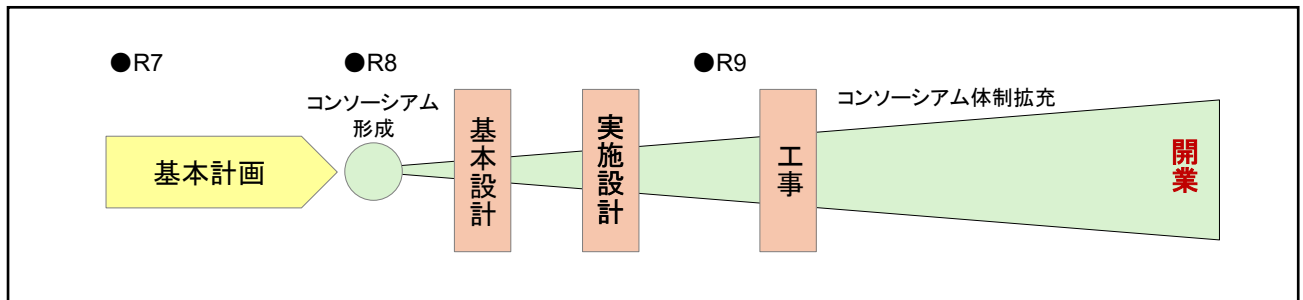 ●R7
●R8
●R9
コンソーシアム
形成
コンソーシアム体制拡充
基本計画
基本設計
実施設計
工事
開業